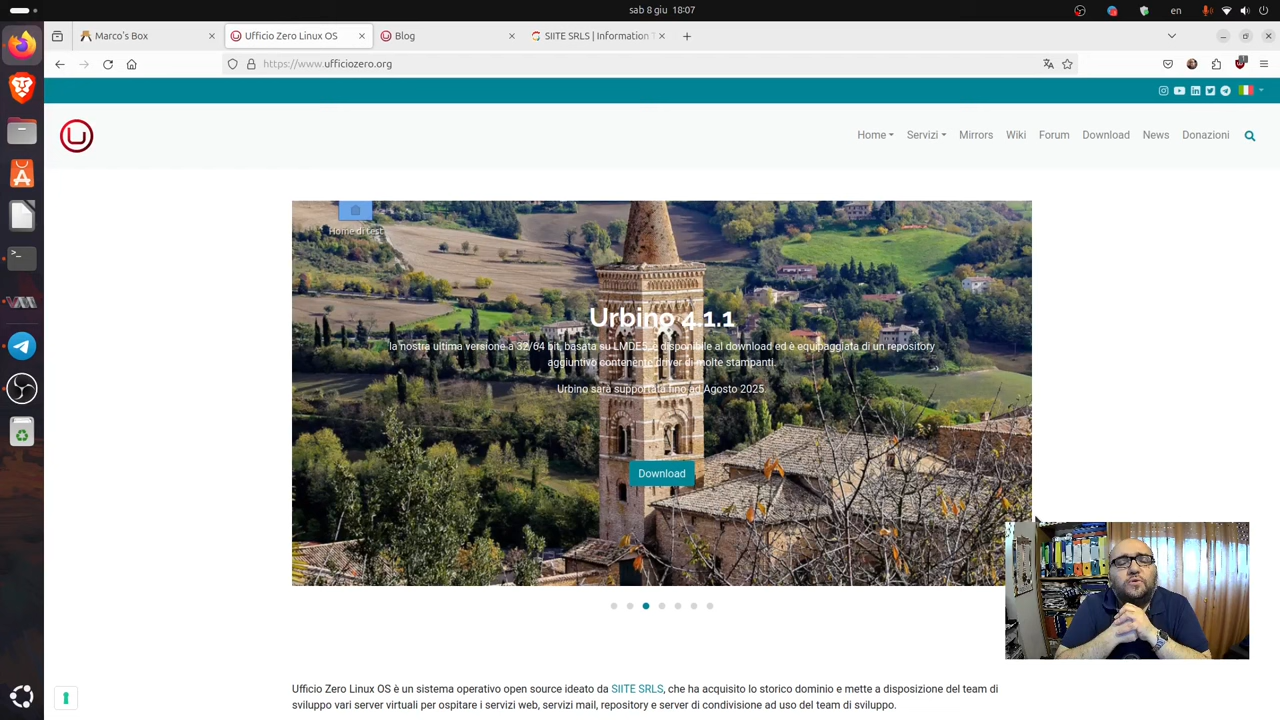 sab 8 giu 18:07
en
Marco's Box
Ufficio Zero Linux OS
Blog
SIITE SRLS | Information T
https://www.ufficiozero.org
Home
Servizi
Mirrors
Wiki
Forum
Download
News
Donazioni
Home di test
Urbino 4.1.1
la nostra ultima versione a 32/64 bit, basata su LMDE5, è disponibile al download ed è equipaggiata di un repository
aggiuntivo contenente driver di molte stampanti.
Urbino sarà supportata fino ad Agosto 2025.
Download
Ufficio Zero Linux OS è un sistema operativo open source ideato da SIITE SRLS, che ha acquisito lo storico dominio e mette a disposizione del team di
sviluppo vari server virtuali per ospitare i servizi web, servizi mail, repository e server di condivisione ad uso del team di sviluppo.